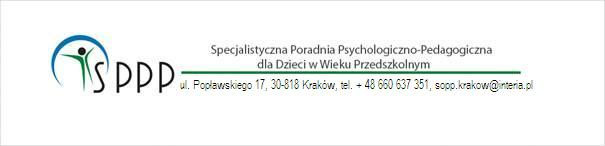 SPPP
Specjalistyczna Poradnia Psychologiczno-Pedagogiczna
dla Dzieci w Wieku Przedszkolnym
ul. Popławskiego 17, 30-818 Kraków, tel. + 48 660 637 351, sopp.krakow@interia.pl